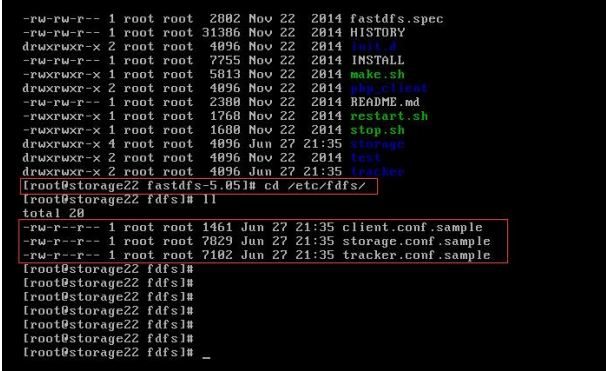 -rw-rw-r-- 1 root root  2802 Nov 22  2014 fastdfs.spec
-rw-rw-r-- 1 root root 31386 Nov 22  2014 HISTORY
drwxrwxr-x 2 root root  4096 Nov 22  2014 init.d
-rw-rw-r-- 1 root root  7755 Nov 22  2014 INSTALL
-rwxrwxr-x 1 root root  5813 Nov 22  2014 make.sh
drwxrwxr-x 2 root root  4096 Nov 22  2014 php_client
-rw-rw-r-- 1 root root  2380 Nov 22  2014 README.md
-rwxrwxr-x 1 root root  1768 Nov 22  2014 restart.sh
-rwxrwxr-x 1 root root  1680 Nov 22  2014 stop.sh
drwxrwxr-x 4 root root  4096 Jun 27 21:35 storage
drwxrwxr-x 2 root root  4096 Nov 22  2014 test
drwxrwxr-x 2 root root  4096 Jun 27 21:35 tracker
[root@storage22 fastdfs-5.05]# cd /etc/fdfs/
[root@storage22 fdfs]# ll
total 20
-rw-r--r-- 1 root root 1461 Jun 27 21:35 client.conf.sample
-rw-r--r-- 1 root root 7829 Jun 27 21:35 storage.conf.sample
-rw-r--r-- 1 root root 7102 Jun 27 21:35 tracker.conf.sample
[root@storage22 fdfs]#
[root@storage22 fdfs]#
[root@storage22 fdfs]#
[root@storage22 fdfs]#
[root@storage22 fdfs]#
[root@storage22 fdfs]#
[root@storage22 fdfs]# _